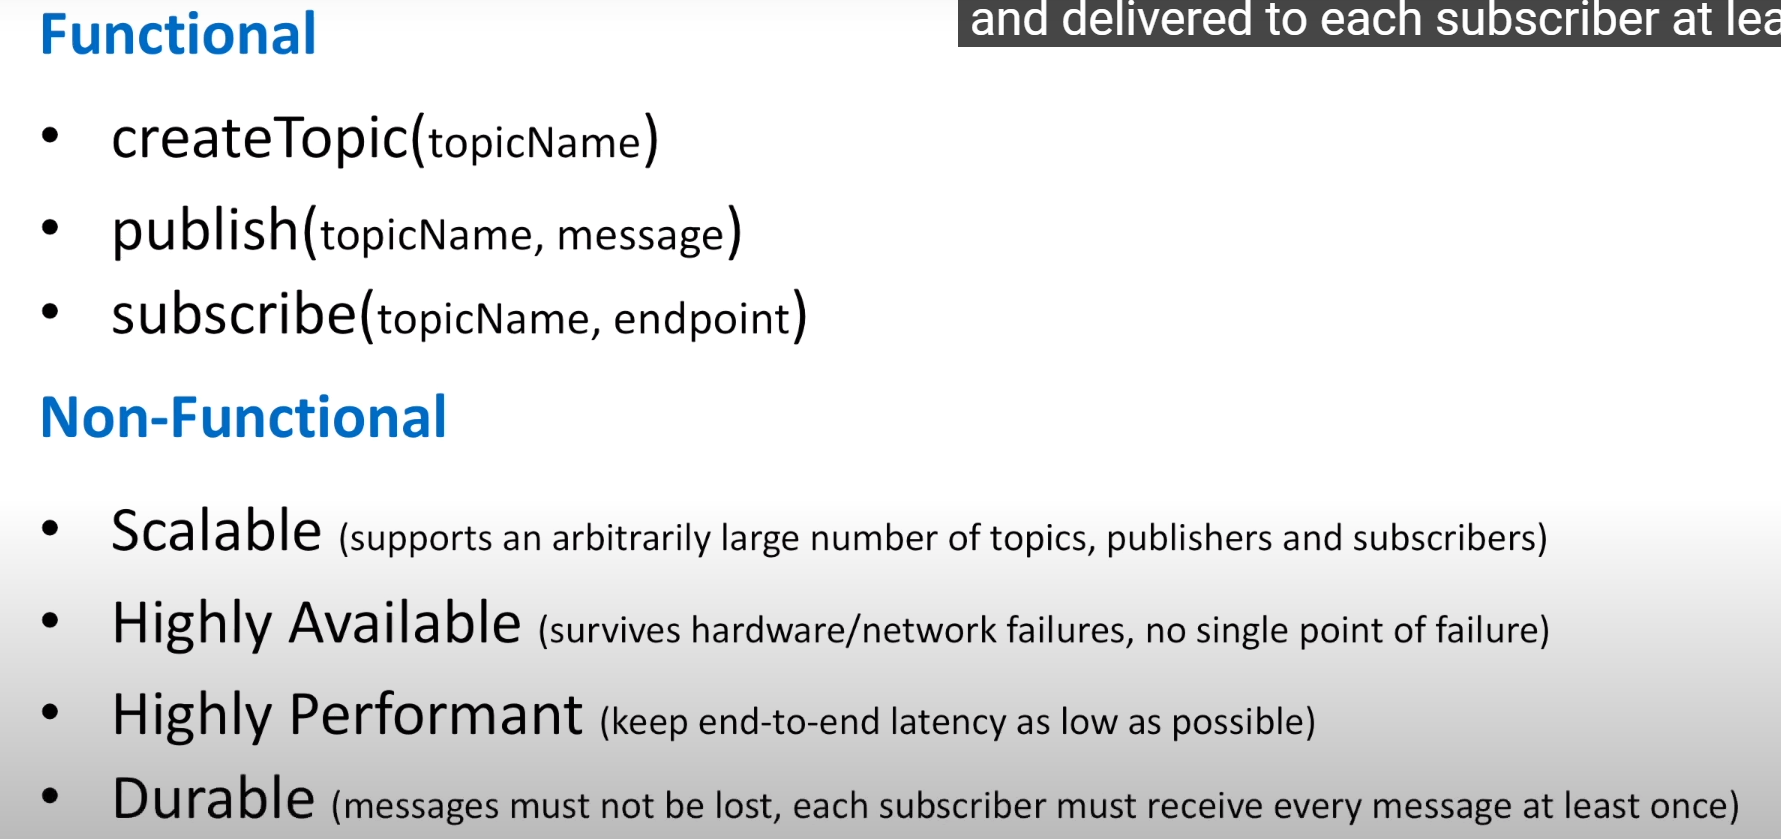 and delivered to each subscriber at
Functional
• createTopic(topicName)
• publish(topicName, message)
• subscribe(topicName, endpoint)
Non-Functional
• Scalable (supports an arbitrarily large number of topics, publishers and subscribers)
• Highly Available (survives hardware/network failures, no single point of failure)
• Highly Performant (keep end-to-end latency as low as possible)
• Durable (messages must not be lost, each subscriber must receive every message at least once)